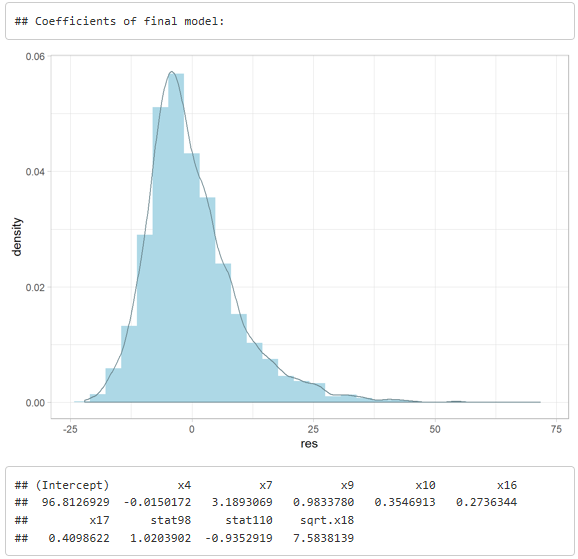 ## Coefficients of final model:
0.06
0.04
0.02
0.00
density
-25 0 25 50 75
res
## (Intercept) x4 x7 x9 x10 x16
## 96.8126929 -0.0150172 3.1893069 0.9833780 0.3546913 0.2736344
## x17 stat98 stat110 sqrt.x18
## 0.4098622 1.0203902 -0.9352919 7.5838139